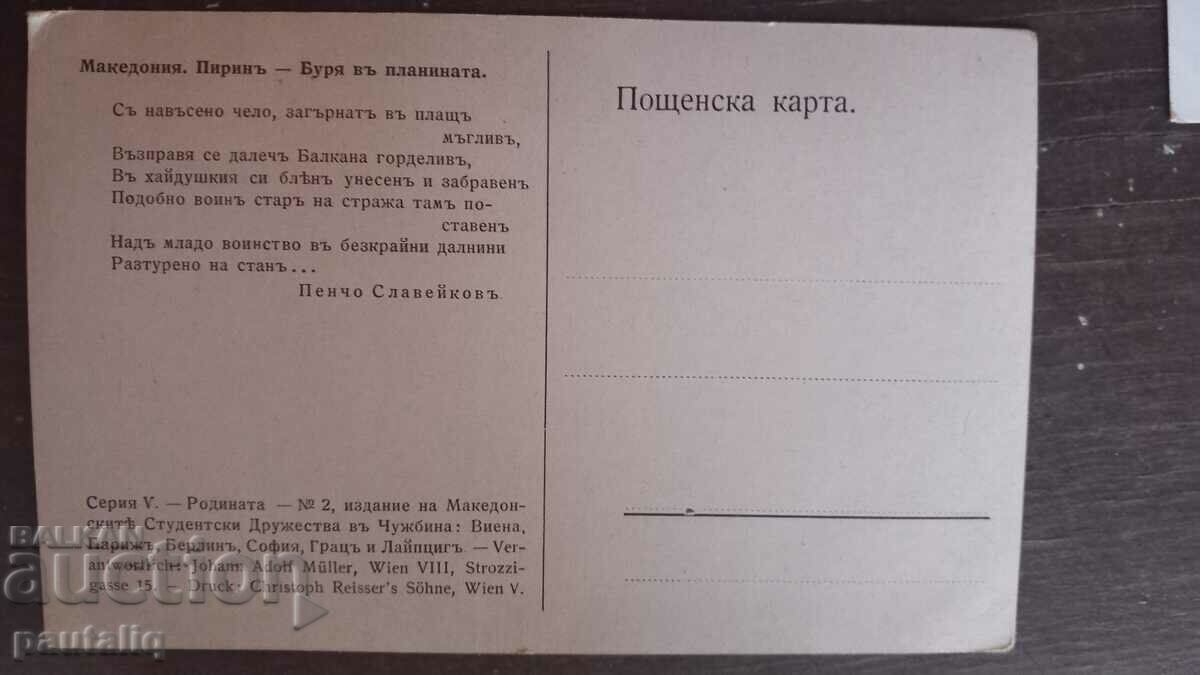 Македония. Пиринъ — Буря въ планината.
Съ навъсено чело, загърнатъ въ плащъ
мъгливъ,
Възправя се далечъ Балкана горделивъ,
Въ хайдушкия си блѣнъ унесенъ и забравенъ
Подобно воинъ старъ на стража тамъ по-
ставенъ
Надъ младо воинство въ безкрайни далнини
Разтурено на станъ...
Пенчо Славейковъ.
Серия V. — Родината — № 2, издание на Македон-
скитѣ Студентски Дружества въ Чужбина: Виена,
Парижъ, Берлинъ, София, Грацъ и Лайпцигъ. — Ver-
antwortlich: Johann Adolf Müller, Wien VIII, Strozzi-
gasse 15. — Druck: Christoph Reisser's Söhne, Wien V.
Пощенска карта.
BALKAN
auction
pautaliq